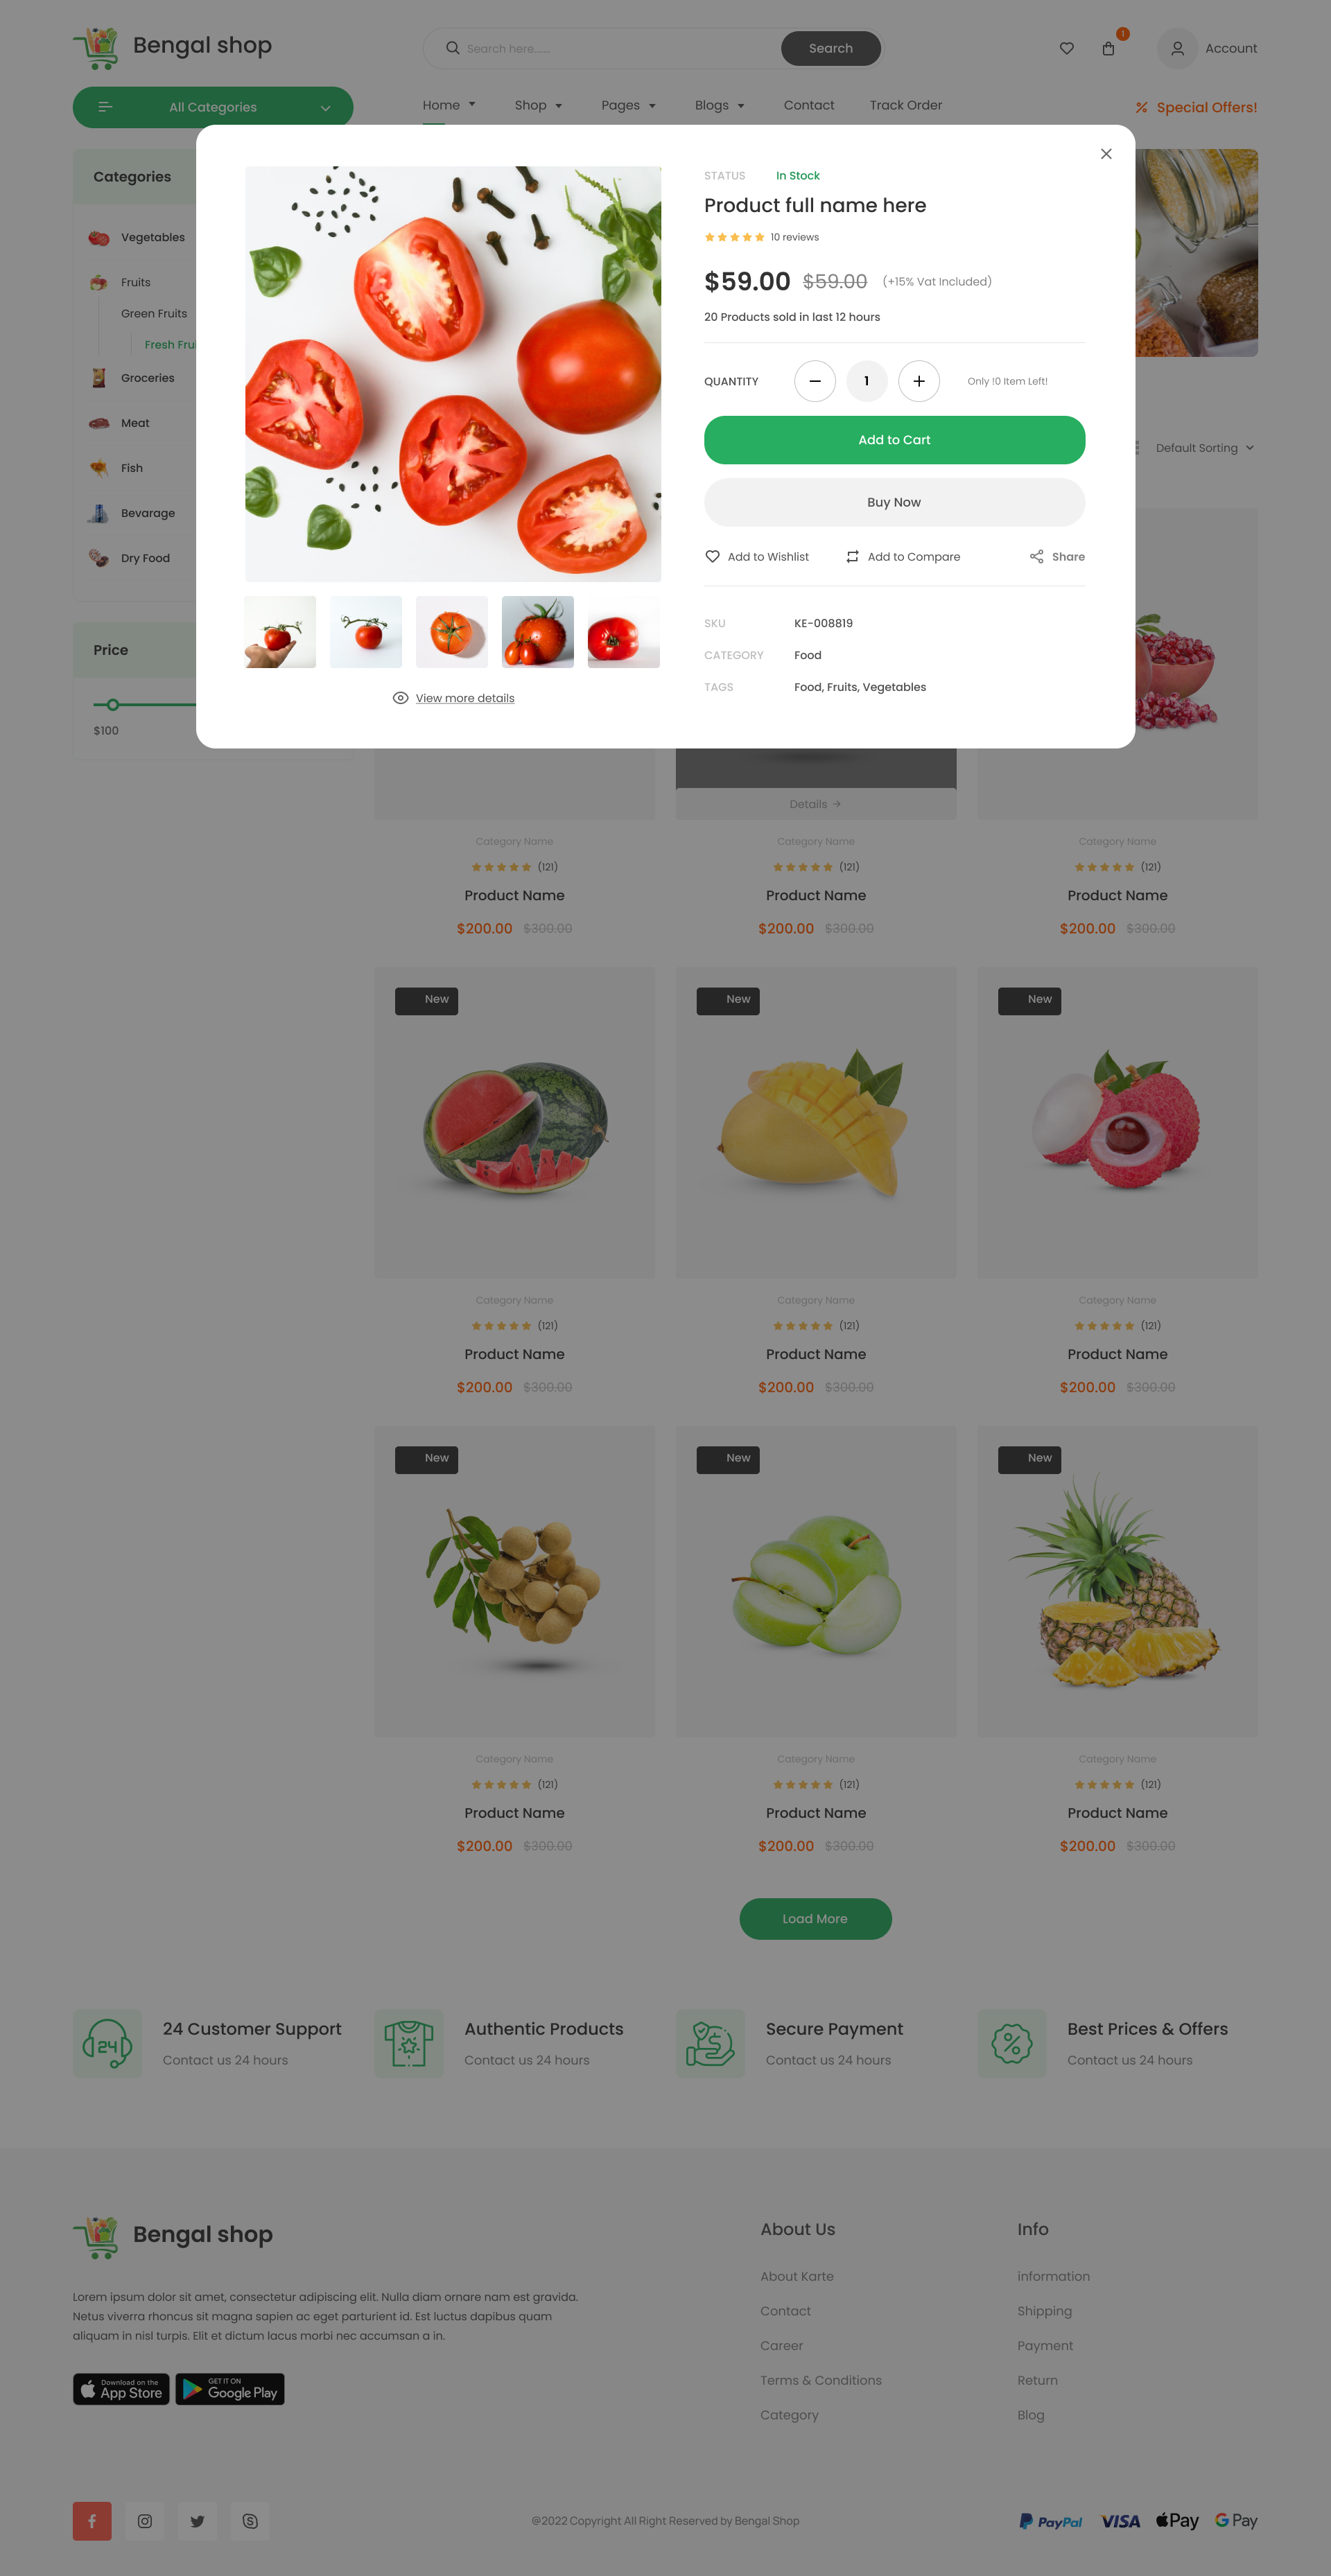 Bengal shop
Search here......
Search
1
Account
All Categories
Home
Shop
Pages
Blogs
Contact
Track Order
Special Offers!
Categories
Vegetables
Fruits
Green Fruits
Fresh Frui
Groceries
Meat
Fish
Bevarage
Dry Food
Price
$100
Default Sorting
STATUS In Stock
Product full name here
10 reviews
$59.00 $59.00 (+15% Vat Included)
20 Products sold in last 12 hours
QUANTITY 1 Only !0 Item Left!
Add to Cart
Buy Now
Add to Wishlist
Add to Compare
Share
SKU KE-008819
CATEGORY Food
TAGS Food, Fruits, Vegetables
View more details
Details
Category Name
(121)
Product Name
$200.00 $300.00
Category Name
(121)
Product Name
$200.00 $300.00
Category Name
(121)
Product Name
$200.00 $300.00
New
Category Name
(121)
Product Name
$200.00 $300.00
New
Category Name
(121)
Product Name
$200.00 $300.00
New
Category Name
(121)
Product Name
$200.00 $300.00
New
Category Name
(121)
Product Name
$200.00 $300.00
New
Category Name
(121)
Product Name
$200.00 $300.00
New
Category Name
(121)
Product Name
$200.00 $300.00
Load More
24
24 Customer Support
Contact us 24 hours
Authentic Products
Contact us 24 hours
Secure Payment
Contact us 24 hours
Best Prices & Offers
Contact us 24 hours
Bengal shop
Lorem ipsum dolor sit amet, consectetur adipiscing elit. Nulla diam ornare nam est gravida.
Netus viverra rhoncus sit magna sapien ac eget parturient id. Est luctus dapibus quam
aliquam in nisl turpis. Elit et dictum lacus morbi nec accumsan a in.
Download on the
App Store
GET IT ON
Google Play
About Us
About Karte
Contact
Career
Terms & Conditions
Category
Info
information
Shipping
Payment
Return
Blog
@2022 Copyright All Right Reserved by Bengal Shop
PayPal
VISA
Pay
G Pay